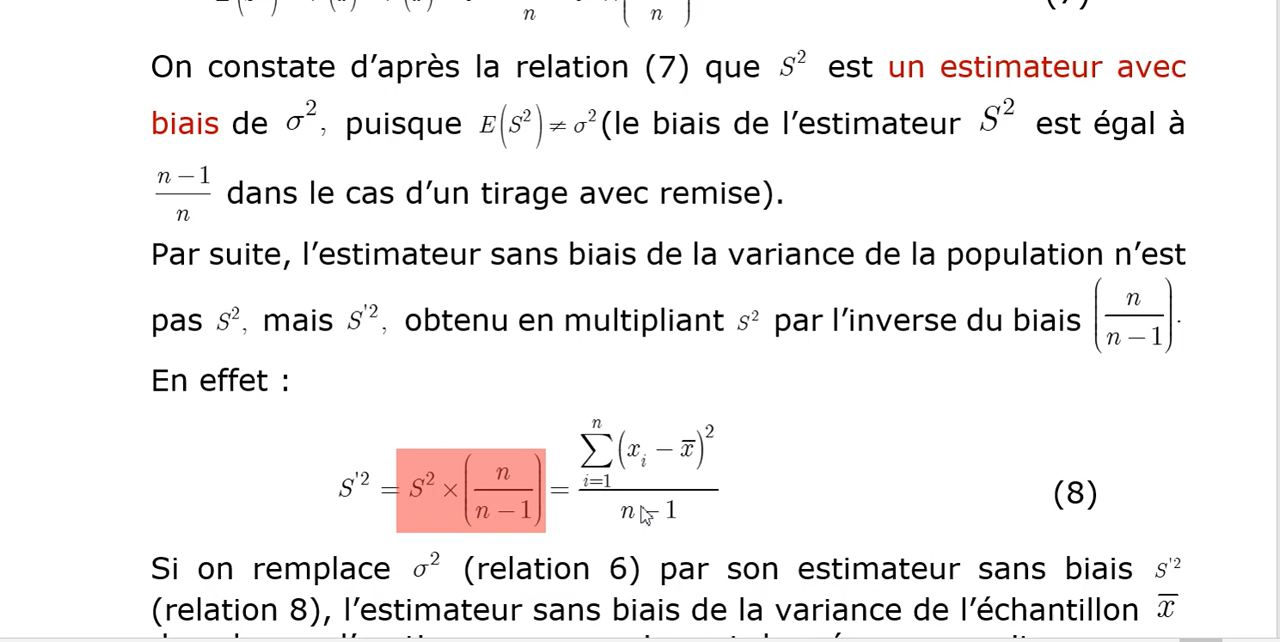 n n (7)
On constate d’après la relation (7) que S² est un estimateur avec
biais de σ², puisque E(S²) ≠ σ² (le biais de l’estimateur S² est égal à
(n − 1)/n dans le cas d’un tirage avec remise).
Par suite, l’estimateur sans biais de la variance de la population n’est
pas S², mais S'², obtenu en multipliant S² par l’inverse du biais (n/(n − 1)).
En effet :
S'² = S² × (n/(n − 1)) = ∑_{i=1}^{n} (x_i − x̅)² / (n − 1) (8)
Si on remplace σ² (relation 6) par son estimateur sans biais S'²
(relation 8), l’estimateur sans biais de la variance de l’échantillon x̅